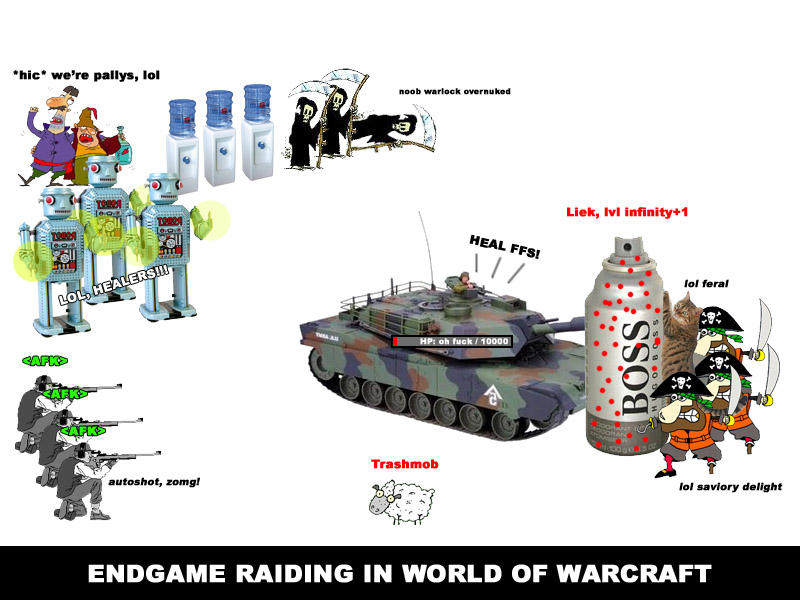 *hic* we're pallys, lol
noob warlock overnuked
Liek, lvl infinity+1
HEAL FFS!
lol feral
LOL, HEALERS!!!
HP: oh fuck / 10000
BOSS
HUGO BOSS
<AFK>
<AFK>
<AFK>
autoshot, zomg!
Trashmob
lol saviory delight
ENDGAME RAIDING IN WORLD OF WARCRAFT